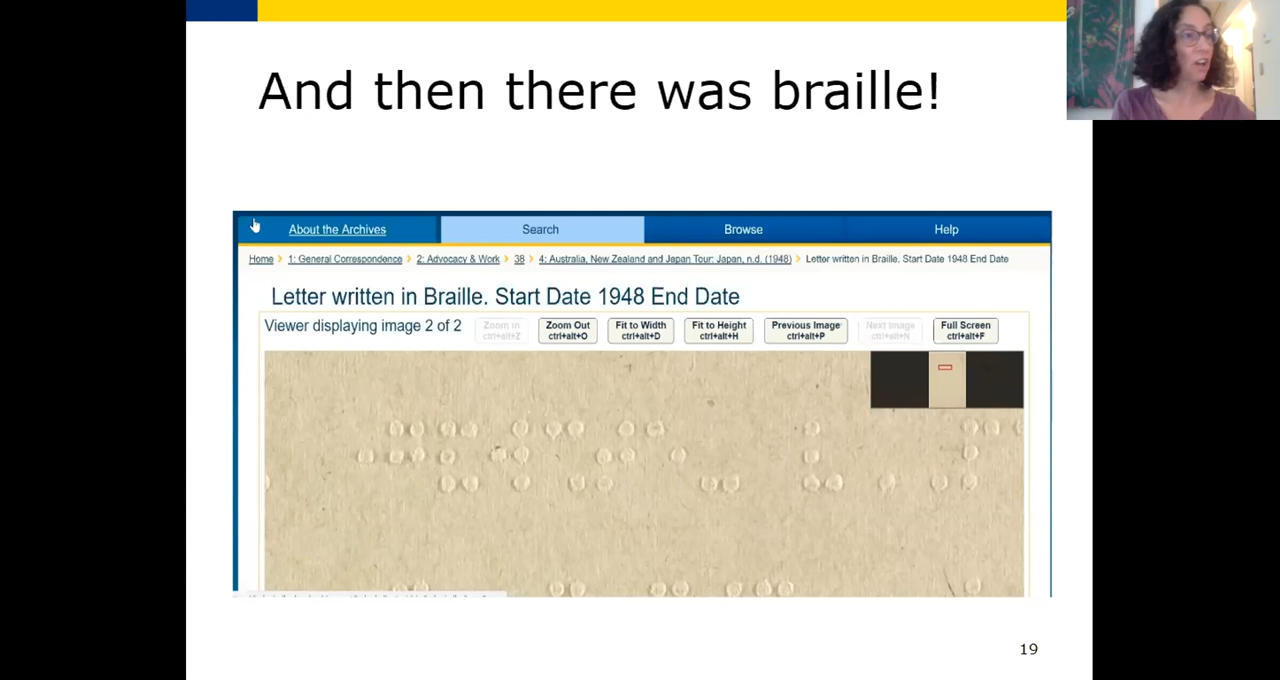 And then there was braille!
About the Archives Search Browse Help
Home 1: General Correspondence 2: Advocacy & Work 38 4: Australia, New Zealand and Japan Tour: Japan, n.d. (1948) Letter written in Braille. Start Date 1948 End Date
Letter written in Braille. Start Date 1948 End Date
Viewer displaying image 2 of 2 Zoom In Zoom Out Fit to Width Fit to Height Previous Image Next Image Full Screen
ctrl+alt+Z ctrl+alt+O ctrl+alt+D ctrl+alt+H ctrl+alt+P ctrl+alt+N ctrl+alt+F
19